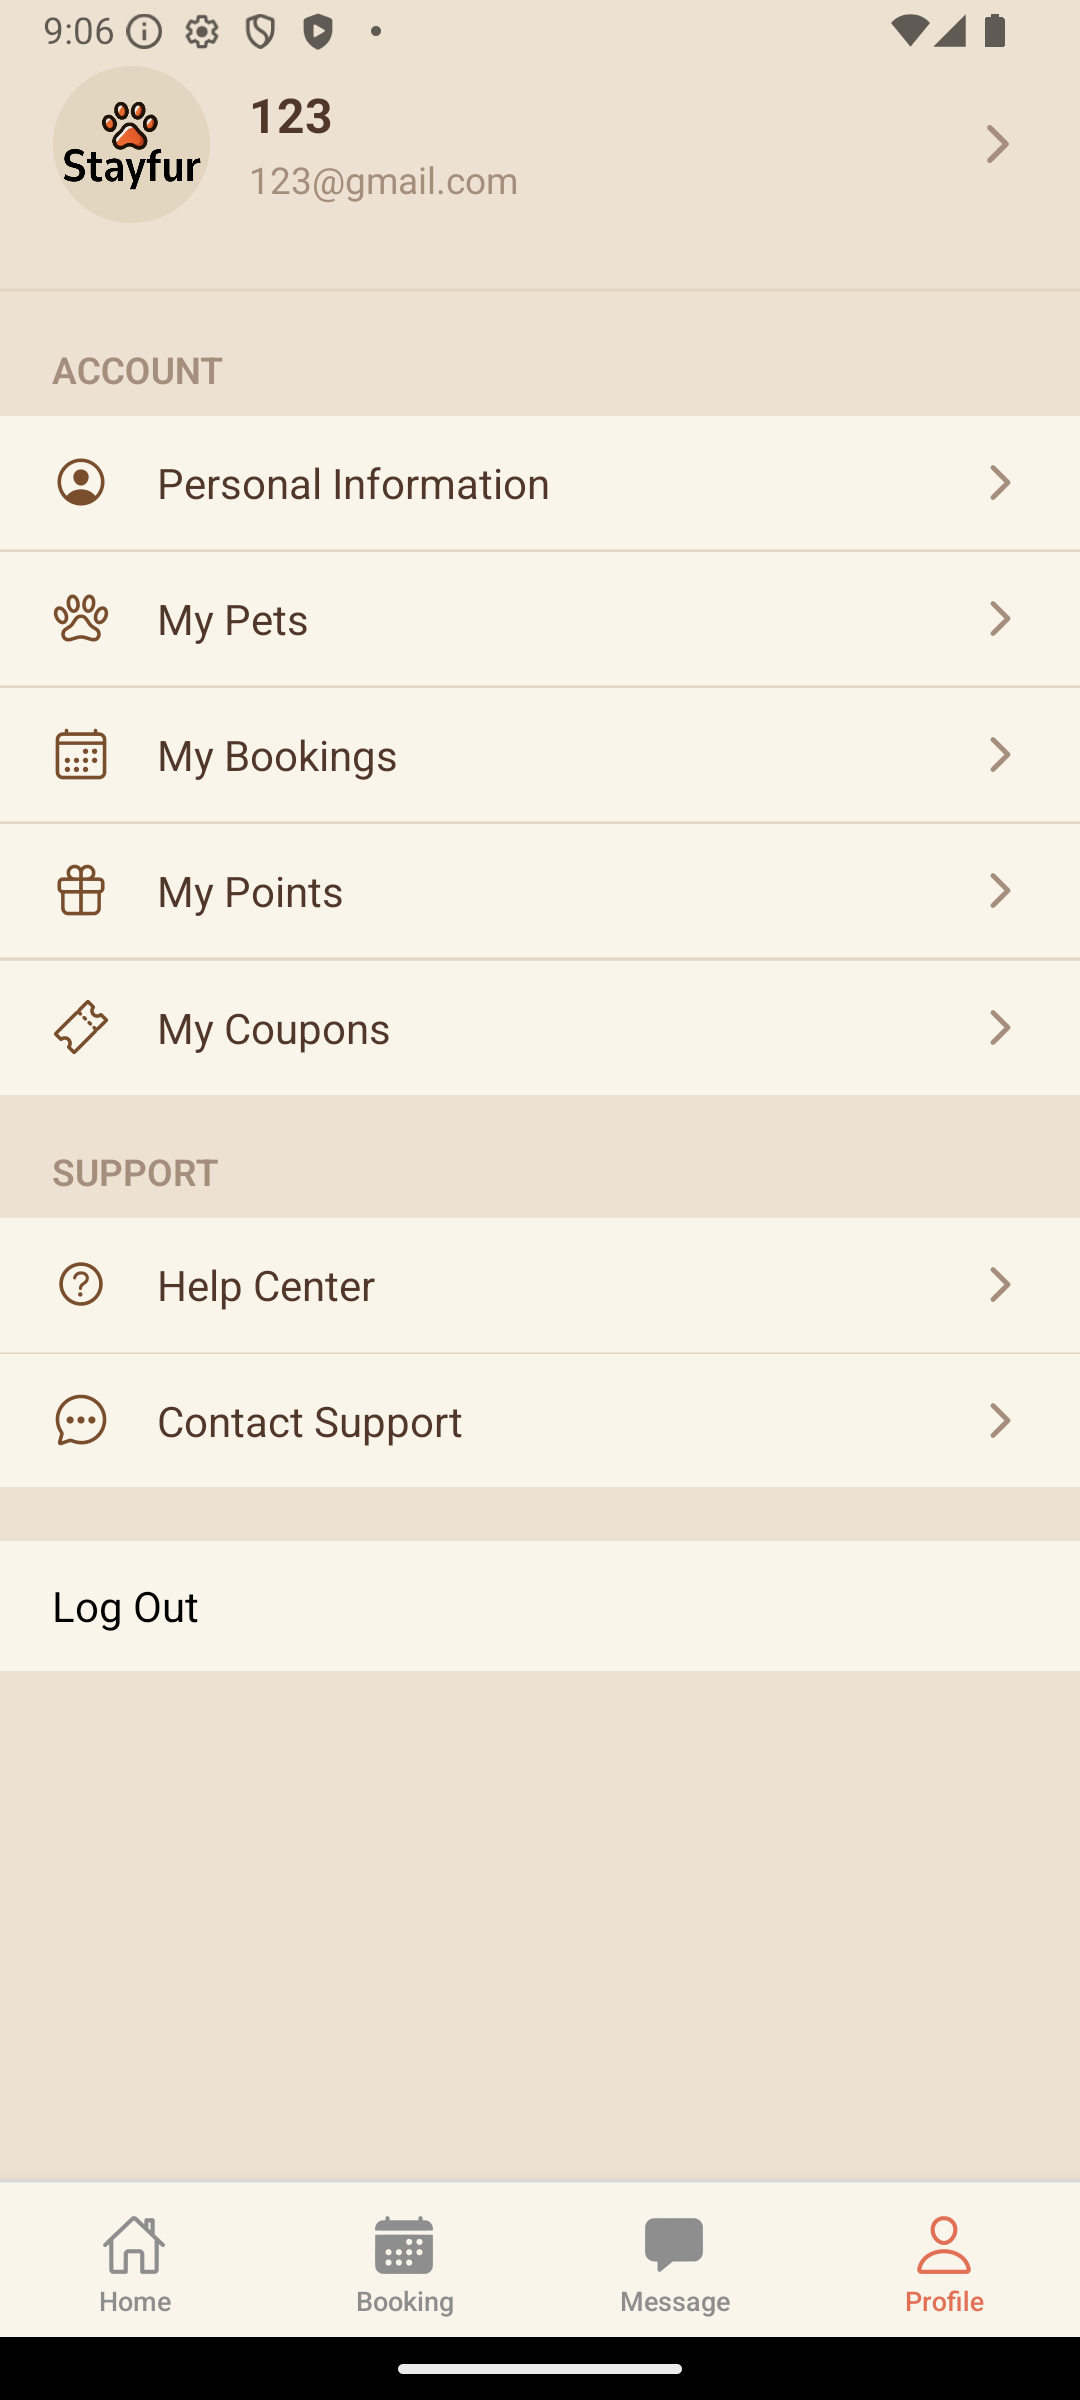 9:06
Stayfur
123
123@gmail.com
ACCOUNT
Personal Information
My Pets
My Bookings
My Points
My Coupons
SUPPORT
Help Center
Contact Support
Log Out
Home
Booking
Message
Profile